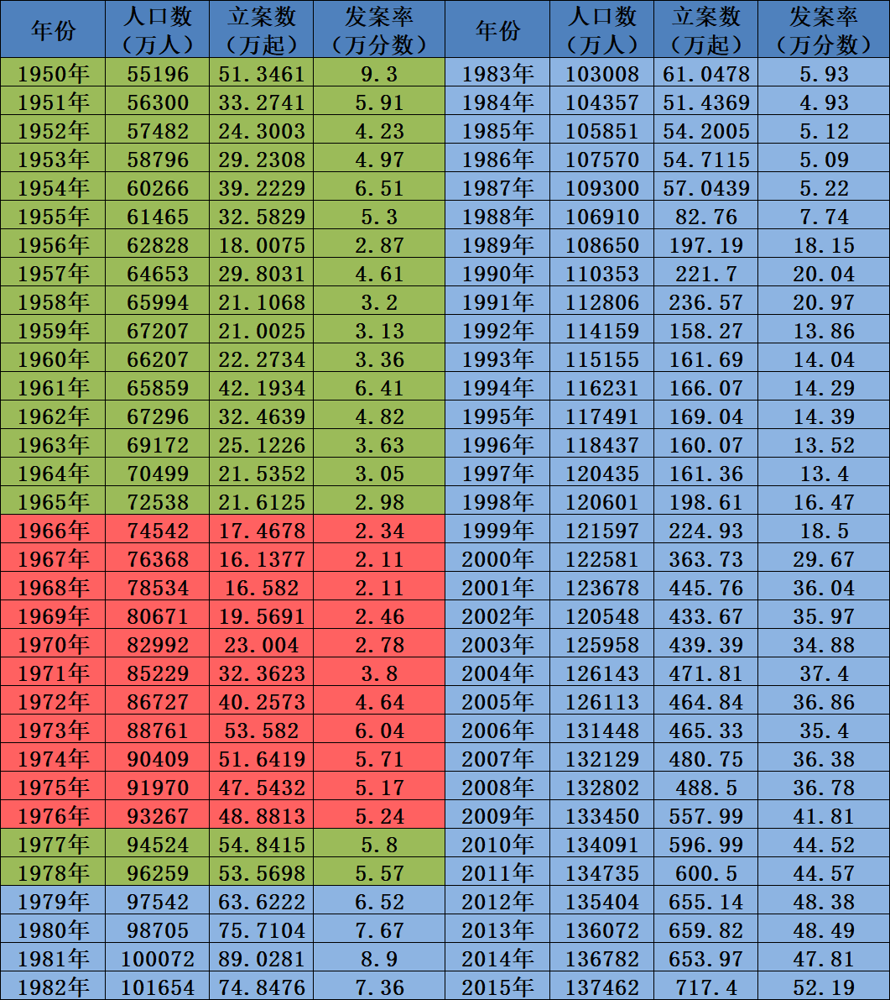 年份 人口数（万人） 立案数（万起） 发案率（万分数） 年份 人口数（万人） 立案数（万起） 发案率（万分数）
1950年 55196 51.3461 9.3 1983年 103008 61.0478 5.93
1951年 56300 33.2741 5.91 1984年 104357 51.4369 4.93
1952年 57482 24.3003 4.23 1985年 105851 54.2005 5.12
1953年 58796 29.2308 4.97 1986年 107570 54.7115 5.09
1954年 60266 39.2229 6.51 1987年 109300 57.0439 5.22
1955年 61465 32.5829 5.3 1988年 106910 82.76 7.74
1956年 62828 18.0075 2.87 1989年 108650 197.19 18.15
1957年 64653 29.8031 4.61 1990年 110353 221.7 20.04
1958年 65994 21.1068 3.2 1991年 112806 236.57 20.97
1959年 67207 21.0025 3.13 1992年 114159 158.27 13.86
1960年 66207 22.2734 3.36 1993年 115155 161.69 14.04
1961年 65859 42.1934 6.41 1994年 116231 166.07 14.29
1962年 67296 32.4639 4.82 1995年 117491 169.04 14.39
1963年 69172 25.1226 3.63 1996年 118437 160.07 13.52
1964年 70499 21.5352 3.05 1997年 120435 161.36 13.4
1965年 72538 21.6125 2.98 1998年 120601 198.61 16.47
1966年 74542 17.4678 2.34 1999年 121597 224.93 18.5
1967年 76368 16.1377 2.11 2000年 122581 363.73 29.67
1968年 78534 16.582 2.11 2001年 123678 445.76 36.04
1969年 80671 19.5691 2.46 2002年 120548 433.67 35.97
1970年 82992 23.004 2.78 2003年 125958 439.39 34.88
1971年 85229 32.3623 3.8 2004年 126143 471.81 37.4
1972年 86727 40.2573 4.64 2005年 126113 464.84 36.86
1973年 88761 53.582 6.04 2006年 131448 465.33 35.4
1974年 90409 51.6419 5.71 2007年 132129 480.75 36.38
1975年 91970 47.5432 5.17 2008年 132802 488.5 36.78
1976年 93267 48.8813 5.24 2009年 133450 557.99 41.81
1977年 94524 54.8415 5.8 2010年 134091 596.99 44.52
1978年 96259 53.5698 5.57 2011年 134735 600.5 44.57
1979年 97542 63.6222 6.52 2012年 135404 655.14 48.38
1980年 98705 75.7104 7.67 2013年 136072 659.82 48.49
1981年 100072 89.0281 8.9 2014年 136782 653.97 47.81
1982年 101654 74.8476 7.36 2015年 137462 717.4 52.19